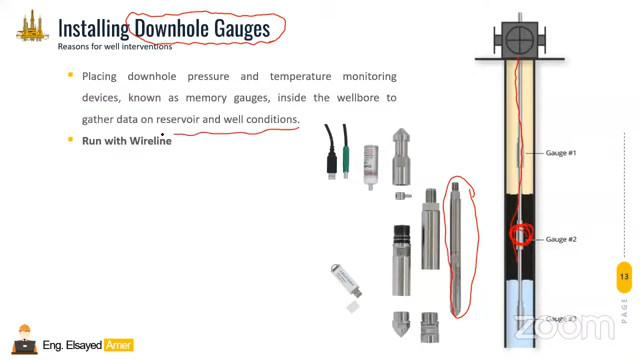 Installing Downhole Gauges
Reasons for well interventions
Placing downhole pressure and temperature monitoring
devices, known as memory gauges, inside the wellbore to
gather data on reservoir and well conditions.
Run with Wireline
Gauge #1
Gauge #2
Gauge #3
zoom
13
PAGE
Eng. Elsayed Amer